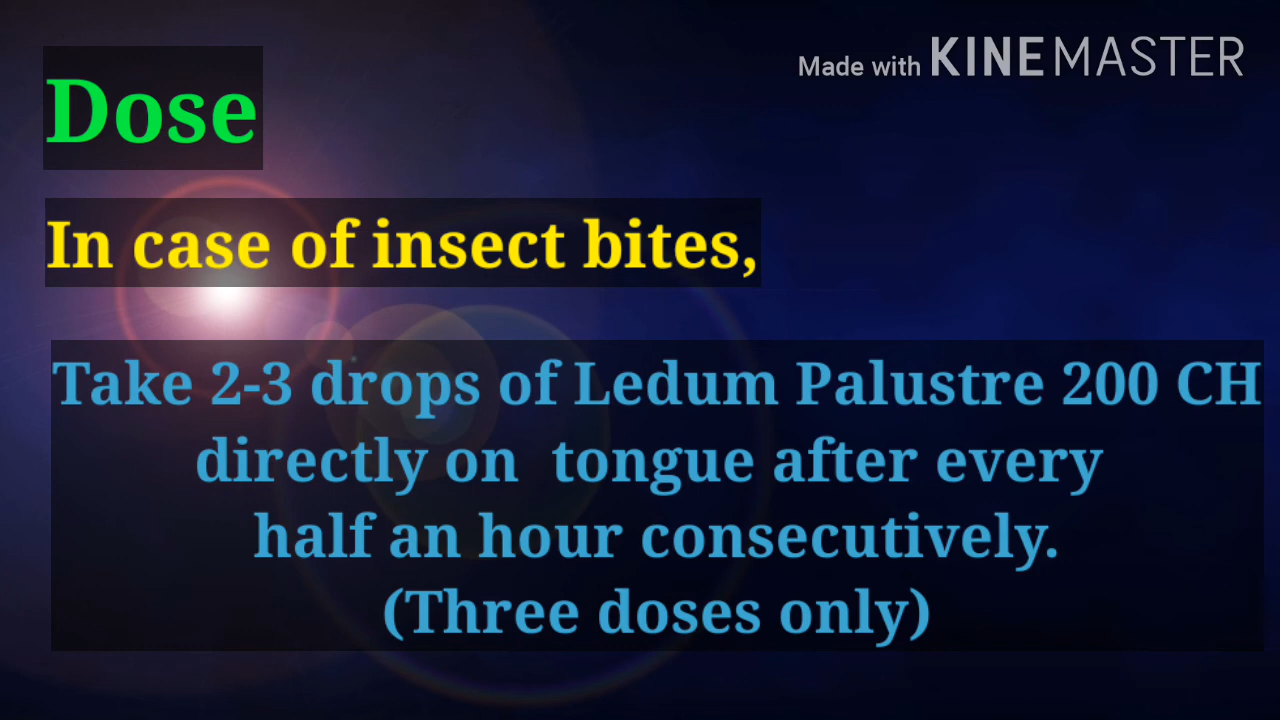 Made with KINEMASTER
Dose
In case of insect bites,
Take 2-3 drops of Ledum Palustre 200 CH
directly on tongue after every
half an hour consecutively.
(Three doses only)